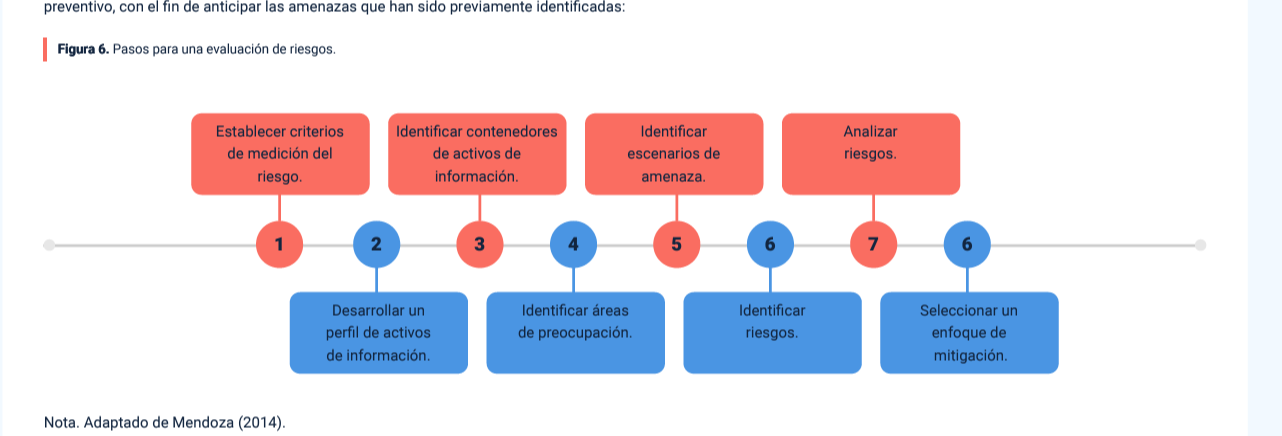 preventivo, con el fin de anticipar las amenazas que han sido previamente identificadas:
Figura 6. Pasos para una evaluación de riesgos.
Establecer criterios
de medición del
riesgo.
Identificar contenedores
de activos de
información.
Identificar
escenarios de
amenaza.
Analizar
riesgos.
1
2
3
4
5
6
7
6
Desarrollar un
perfil de activos
de información.
Identificar áreas
de preocupación.
Identificar
riesgos.
Seleccionar un
enfoque de
mitigación.
Nota. Adaptado de Mendoza (2014).